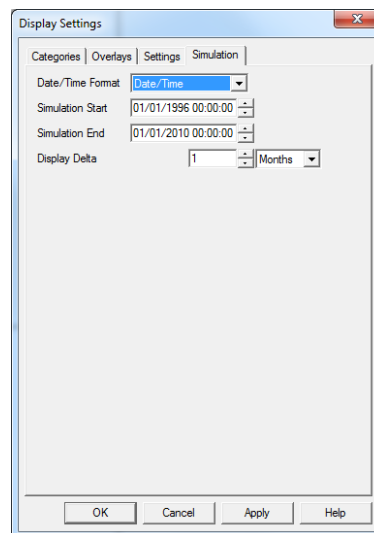 Display Settings
Categories Overlays Settings Simulation
Date/Time Format Date/Time
Simulation Start 01/01/1996 00:00:00
Simulation End 01/01/2010 00:00:00
Display Delta 1 Months
OK Cancel Apply Help